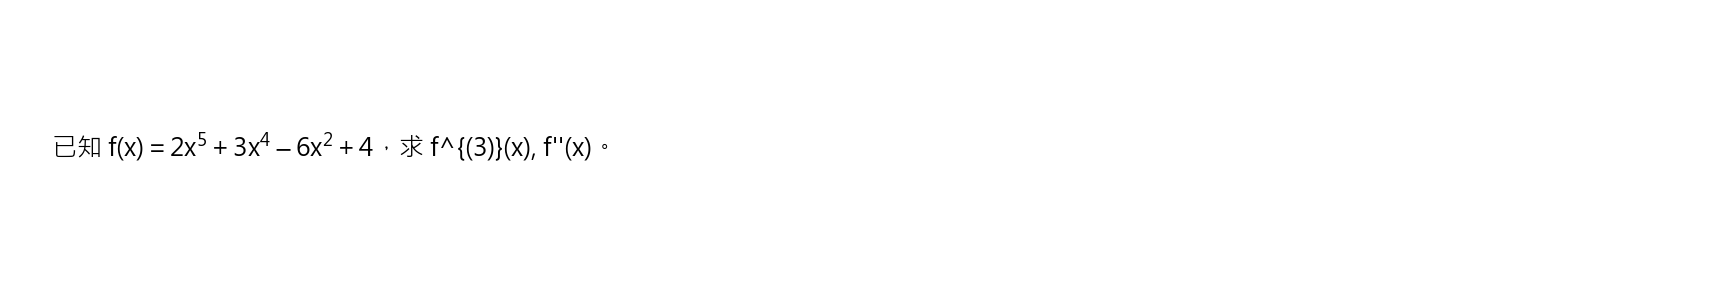 已知 f(x) = 2x⁵ + 3x⁴ – 6x² + 4，求 f^{(3)}(x), f''(x)。